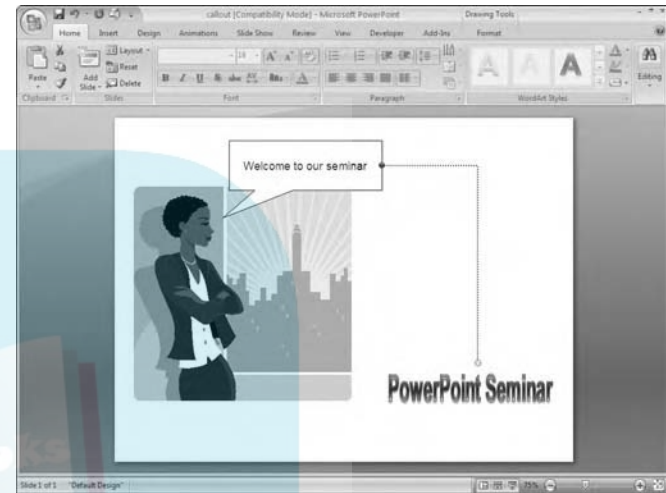 callout [Compatibility Mode] - Microsoft PowerPoint
Drawing Tools
Home Insert Design Animations Slide Show Review View Developer Add-Ins Format
Paste
Add Slide
Layout
Reset
Delete
18
Editing
Clipboard Slides Font Paragraph WordArt Styles
Welcome to our seminar
PowerPoint Seminar
Slide 1 of 1 "Default Design" 75%